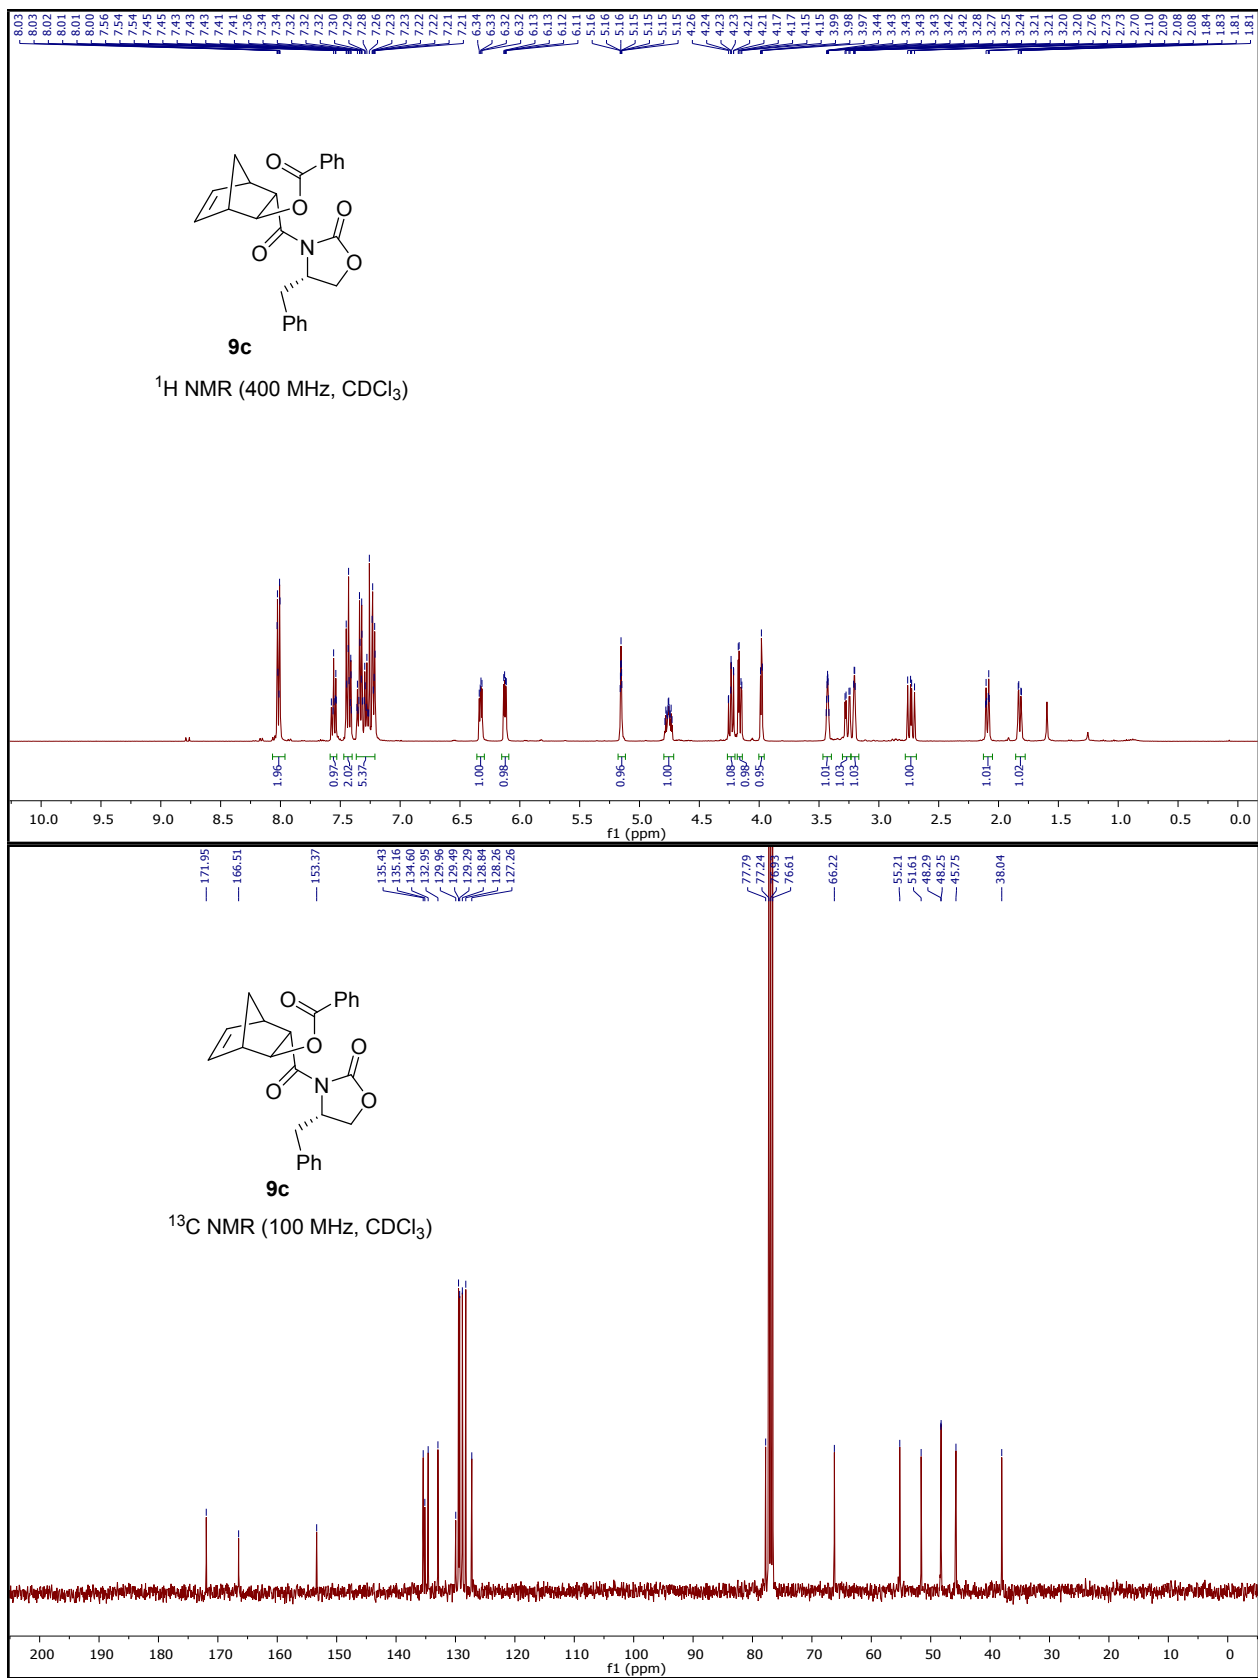 8.03 8.03 8.02 8.01 8.01 8.00 7.56 7.54 7.54 7.45 7.45 7.43 7.43 7.43 7.41 7.41 7.36 7.34 7.34 7.32 7.32 7.32 7.30 7.29 7.28 7.26 7.23 7.23 7.22 7.22 7.21 7.21 6.34 6.33 6.32 6.32 6.13 6.13 6.12 6.11 5.16 5.16 5.16 5.15 5.15 5.15 5.15 4.26 4.24 4.23 4.23 4.21 4.21 4.17 4.17 4.15 4.15 3.99 3.98 3.97 3.44 3.43 3.43 3.43 3.43 3.42 3.42 3.28 3.27 3.25 3.24 3.21 3.21 3.20 3.20 2.76 2.73 2.73 2.70 2.10 2.09 2.08 2.08 1.84 1.83 1.81 1.81
O Ph
O O
O N O
Ph
9c
¹H NMR (400 MHz, CDCl₃)
1.96 0.97 2.02 5.37 1.00 0.98 0.96 1.00 1.08 0.98 0.95 1.01 1.03 1.03 1.00 1.01 1.02
10.0 9.5 9.0 8.5 8.0 7.5 7.0 6.5 6.0 5.5 5.0 4.5 4.0 3.5 3.0 2.5 2.0 1.5 1.0 0.5 0.0
f1 (ppm)
171.95 166.51 153.37 135.43 135.16 134.60 132.95 129.96 129.49 129.29 128.84 128.26 127.26 77.79 77.24 76.93 76.61 66.22 55.21 51.61 48.29 48.25 45.75 38.04
O Ph
O O
O N O
Ph
9c
¹³C NMR (100 MHz, CDCl₃)
200 190 180 170 160 150 140 130 120 110 100 90 80 70 60 50 40 30 20 10 0
f1 (ppm)